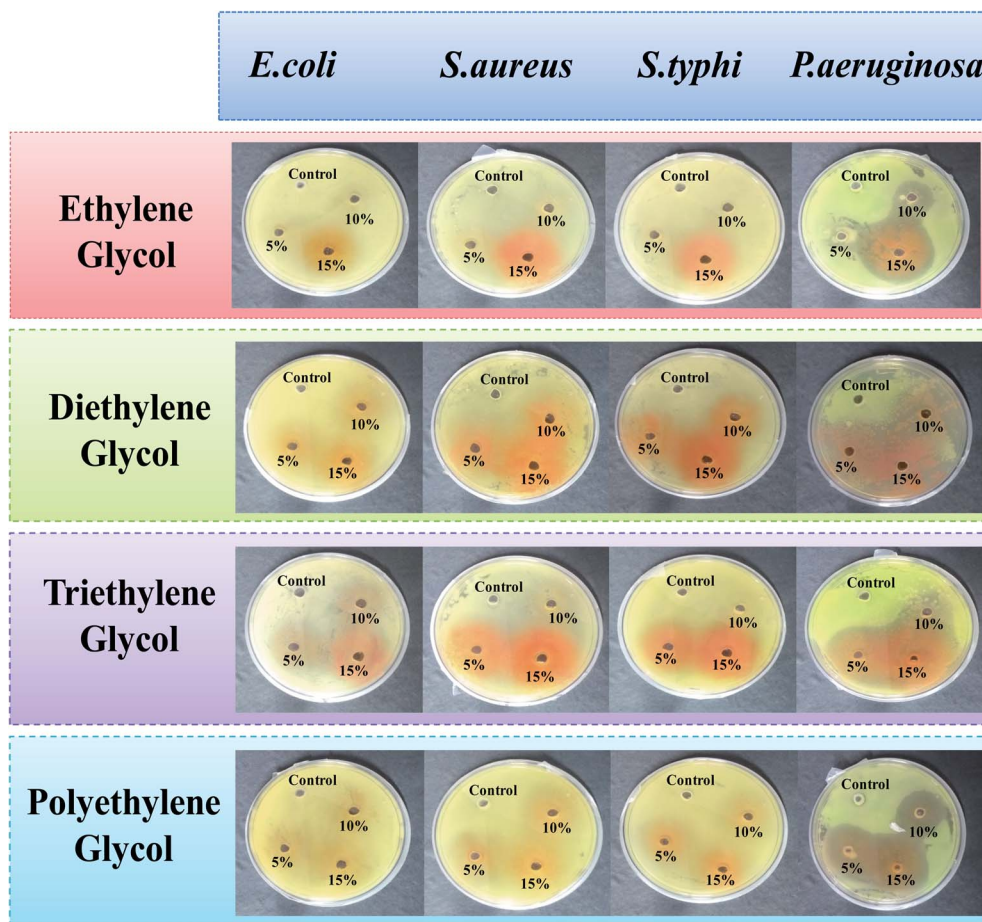 E.coli S.aureus S.typhi P.aeruginosa
Ethylene
Glycol
Control Control Control Control
10% 10% 10% 10%
5% 5% 5% 5%
15% 15% 15% 15%
Diethylene
Glycol
Control Control Control Control
10% 10% 10% 10%
5% 5% 5% 5%
15% 15% 15% 15%
Triethylene
Glycol
Control Control Control Control
10% 10% 10% 10%
5% 5% 5% 5%
15% 15% 15% 15%
Polyethylene
Glycol
Control Control Control Control
10% 10% 10% 10%
5% 5% 5% 5%
15% 15% 15% 15%